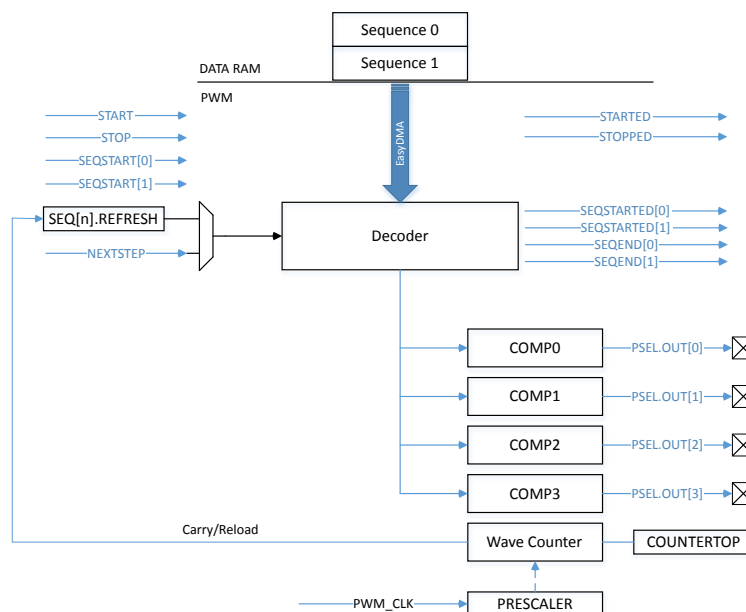 Sequence 0
Sequence 1
DATA RAM
PWM
START
STOP
SEQSTART[0]
SEQSTART[1]
EasyDMA
STARTED
STOPPED
SEQ[n].REFRESH
NEXTSTEP
Decoder
SEQSTARTED[0]
SEQSTARTED[1]
SEQEND[0]
SEQEND[1]
COMP0
PSEL.OUT[0]
COMP1
PSEL.OUT[1]
COMP2
PSEL.OUT[2]
COMP3
PSEL.OUT[3]
Carry/Reload
Wave Counter
COUNTERTOP
PWM_CLK
PRESCALER